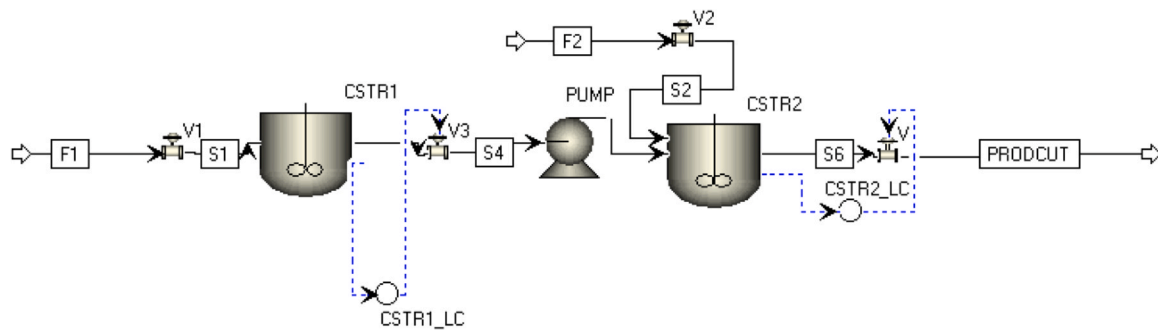 F2
V2
S2
CSTR1
PUMP
CSTR2
V1
V3
V
F1
S1
S4
S6
PRODCUT
CSTR2_LC
CSTR1_LC